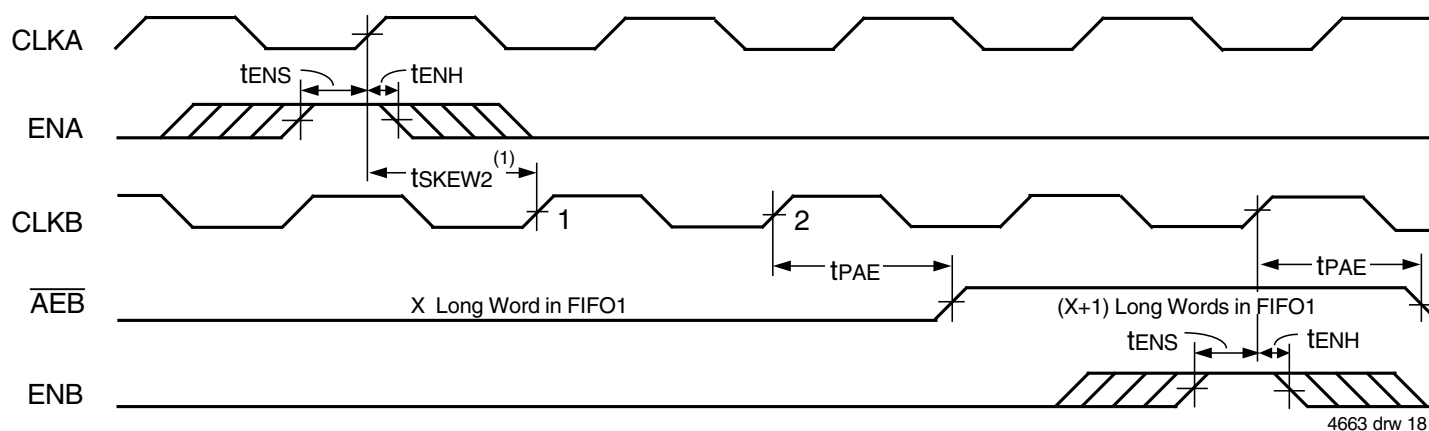 CLKA
tENS
tENH
ENA
tSKEW2(1)
CLKB
1
2
tPAE
tPAE
AEB
X Long Word in FIFO1
(X+1) Long Words in FIFO1
tENS
tENH
ENB
4663 drw 18